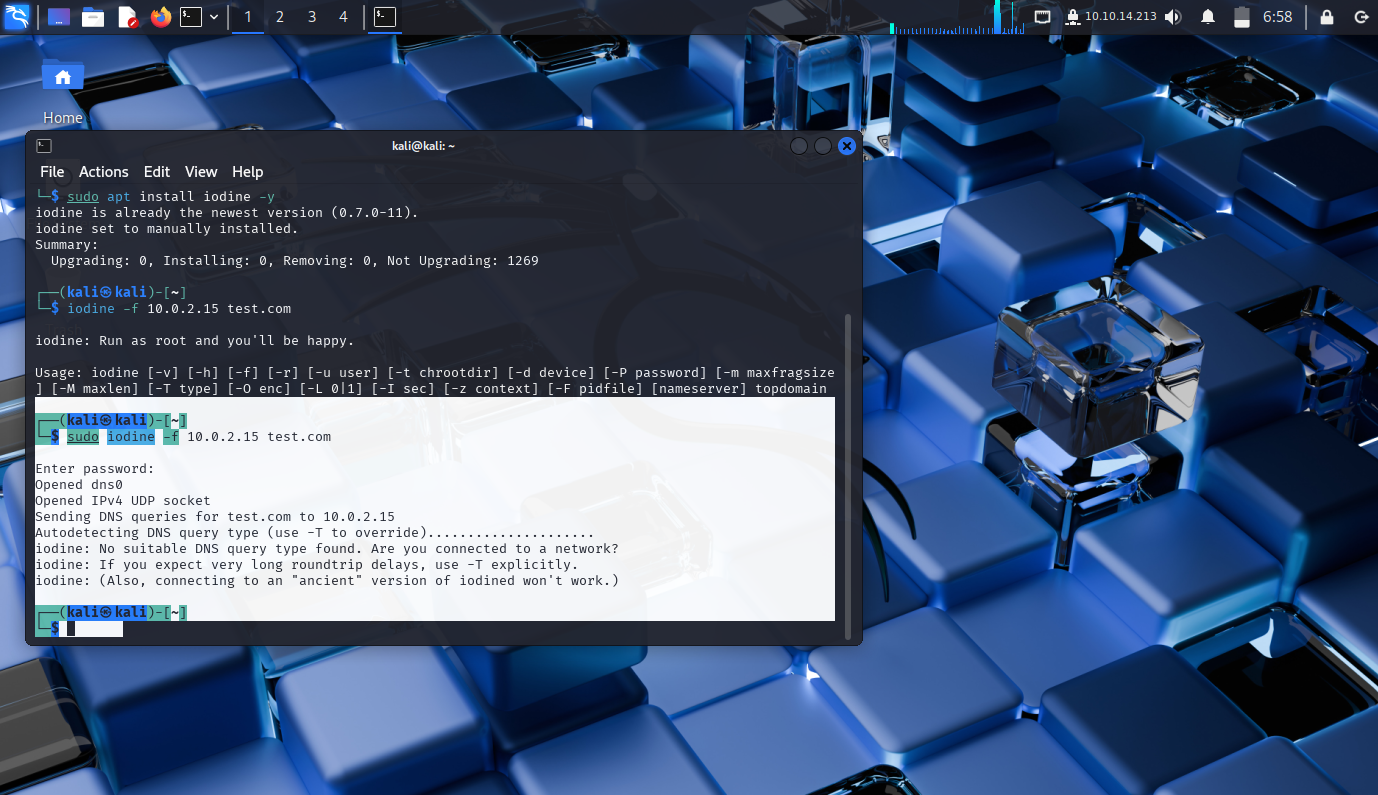 1 2 3 4
10.10.14.213
6:58
Home
kali@kali: ~
File Actions Edit View Help
└─$ sudo apt install iodine -y
iodine is already the newest version (0.7.0-11).
iodine set to manually installed.
Summary:
Upgrading: 0, Installing: 0, Removing: 0, Not Upgrading: 1269
┌──(kali㉿kali)-[~]
└─$ iodine -f 10.0.2.15 test.com
iodine: Run as root and you'll be happy.
Usage: iodine [-v] [-h] [-f] [-r] [-u user] [-t chrootdir] [-d device] [-P password] [-m maxfragsize
] [-M maxlen] [-T type] [-O enc] [-L 0|1] [-I sec] [-z context] [-F pidfile] [nameserver] topdomain
┌──(kali㉿kali)-[~]
└─$ sudo iodine -f 10.0.2.15 test.com
Enter password:
Opened dns0
Opened IPv4 UDP socket
Sending DNS queries for test.com to 10.0.2.15
Autodetecting DNS query type (use -T to override).....................
iodine: No suitable DNS query type found. Are you connected to a network?
iodine: If you expect very long roundtrip delays, use -T explicitly.
iodine: (Also, connecting to an "ancient" version of iodined won't work.)
┌──(kali㉿kali)-[~]
└─$